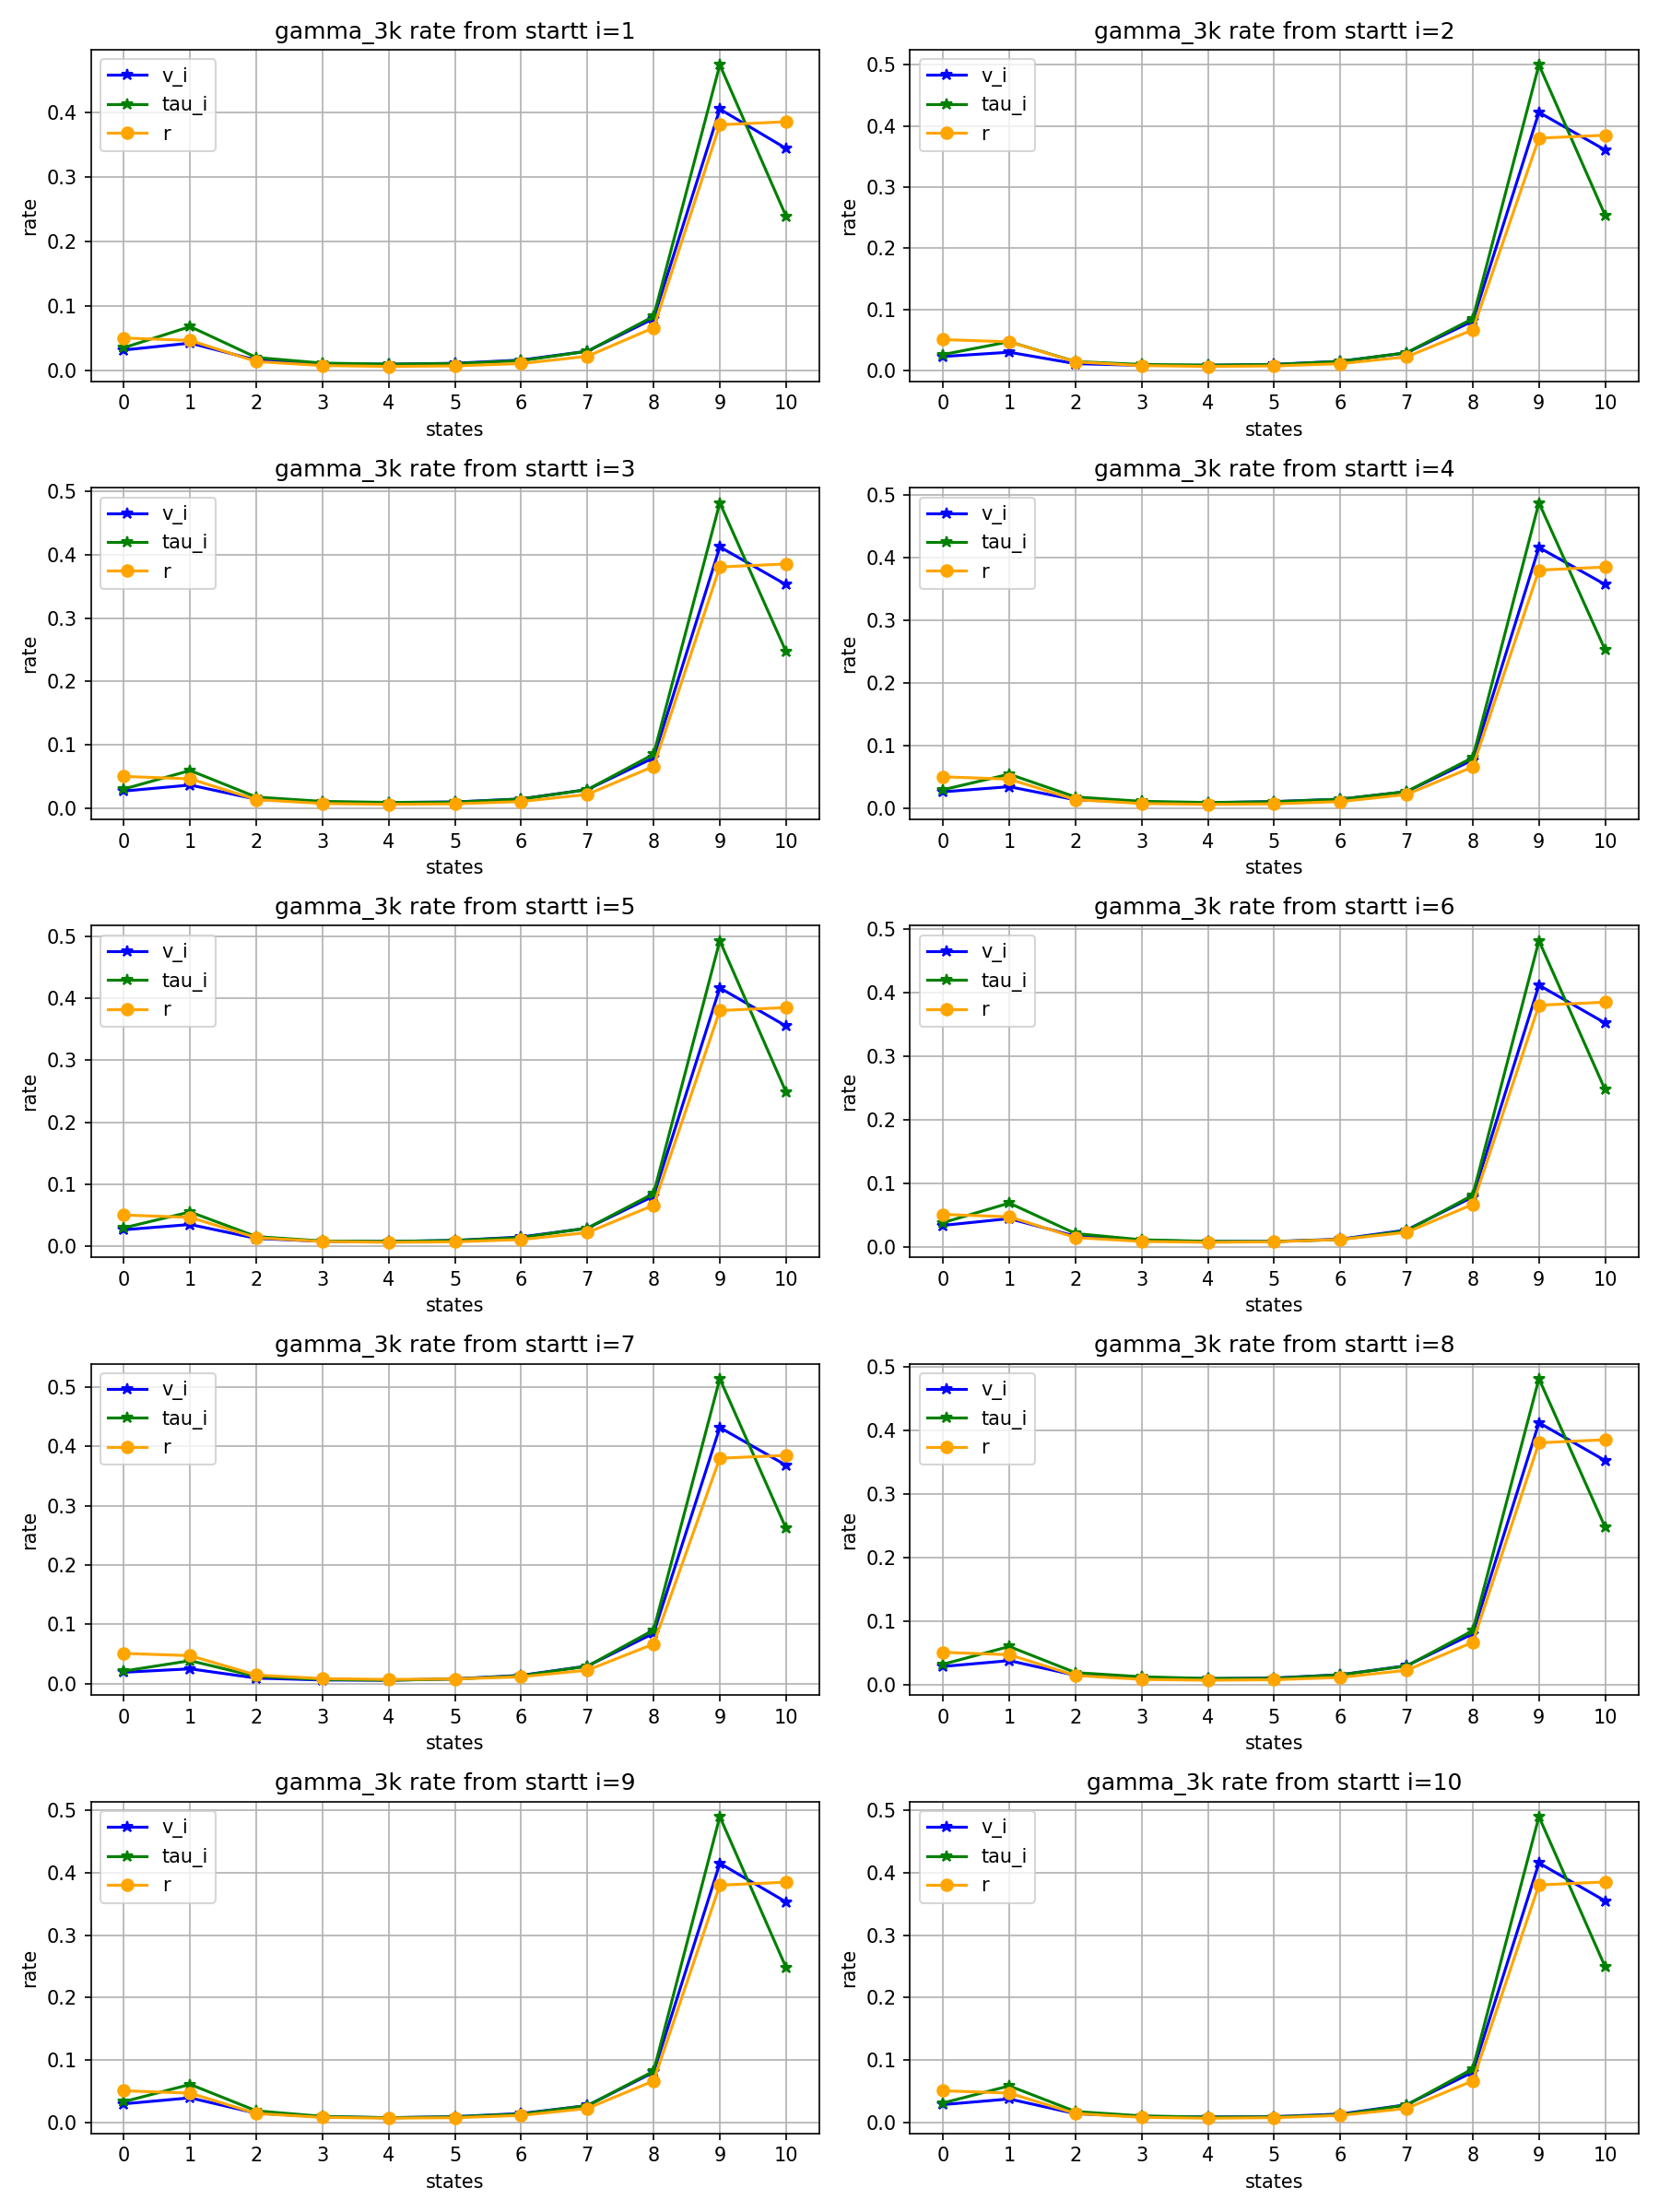 gamma_3k rate from startt i=1
v_i
tau_i
r
rate
0.4
0.3
0.2
0.1
0.0
0 1 2 3 4 5 6 7 8 9 10
states
gamma_3k rate from startt i=2
v_i
tau_i
r
rate
0.5
0.4
0.3
0.2
0.1
0.0
0 1 2 3 4 5 6 7 8 9 10
states
gamma_3k rate from startt i=3
v_i
tau_i
r
rate
0.5
0.4
0.3
0.2
0.1
0.0
0 1 2 3 4 5 6 7 8 9 10
states
gamma_3k rate from startt i=4
v_i
tau_i
r
rate
0.5
0.4
0.3
0.2
0.1
0.0
0 1 2 3 4 5 6 7 8 9 10
states
gamma_3k rate from startt i=5
v_i
tau_i
r
rate
0.5
0.4
0.3
0.2
0.1
0.0
0 1 2 3 4 5 6 7 8 9 10
states
gamma_3k rate from startt i=6
v_i
tau_i
r
rate
0.5
0.4
0.3
0.2
0.1
0.0
0 1 2 3 4 5 6 7 8 9 10
states
gamma_3k rate from startt i=7
v_i
tau_i
r
rate
0.5
0.4
0.3
0.2
0.1
0.0
0 1 2 3 4 5 6 7 8 9 10
states
gamma_3k rate from startt i=8
v_i
tau_i
r
rate
0.5
0.4
0.3
0.2
0.1
0.0
0 1 2 3 4 5 6 7 8 9 10
states
gamma_3k rate from startt i=9
v_i
tau_i
r
rate
0.5
0.4
0.3
0.2
0.1
0.0
0 1 2 3 4 5 6 7 8 9 10
states
gamma_3k rate from startt i=10
v_i
tau_i
r
rate
0.5
0.4
0.3
0.2
0.1
0.0
0 1 2 3 4 5 6 7 8 9 10
states